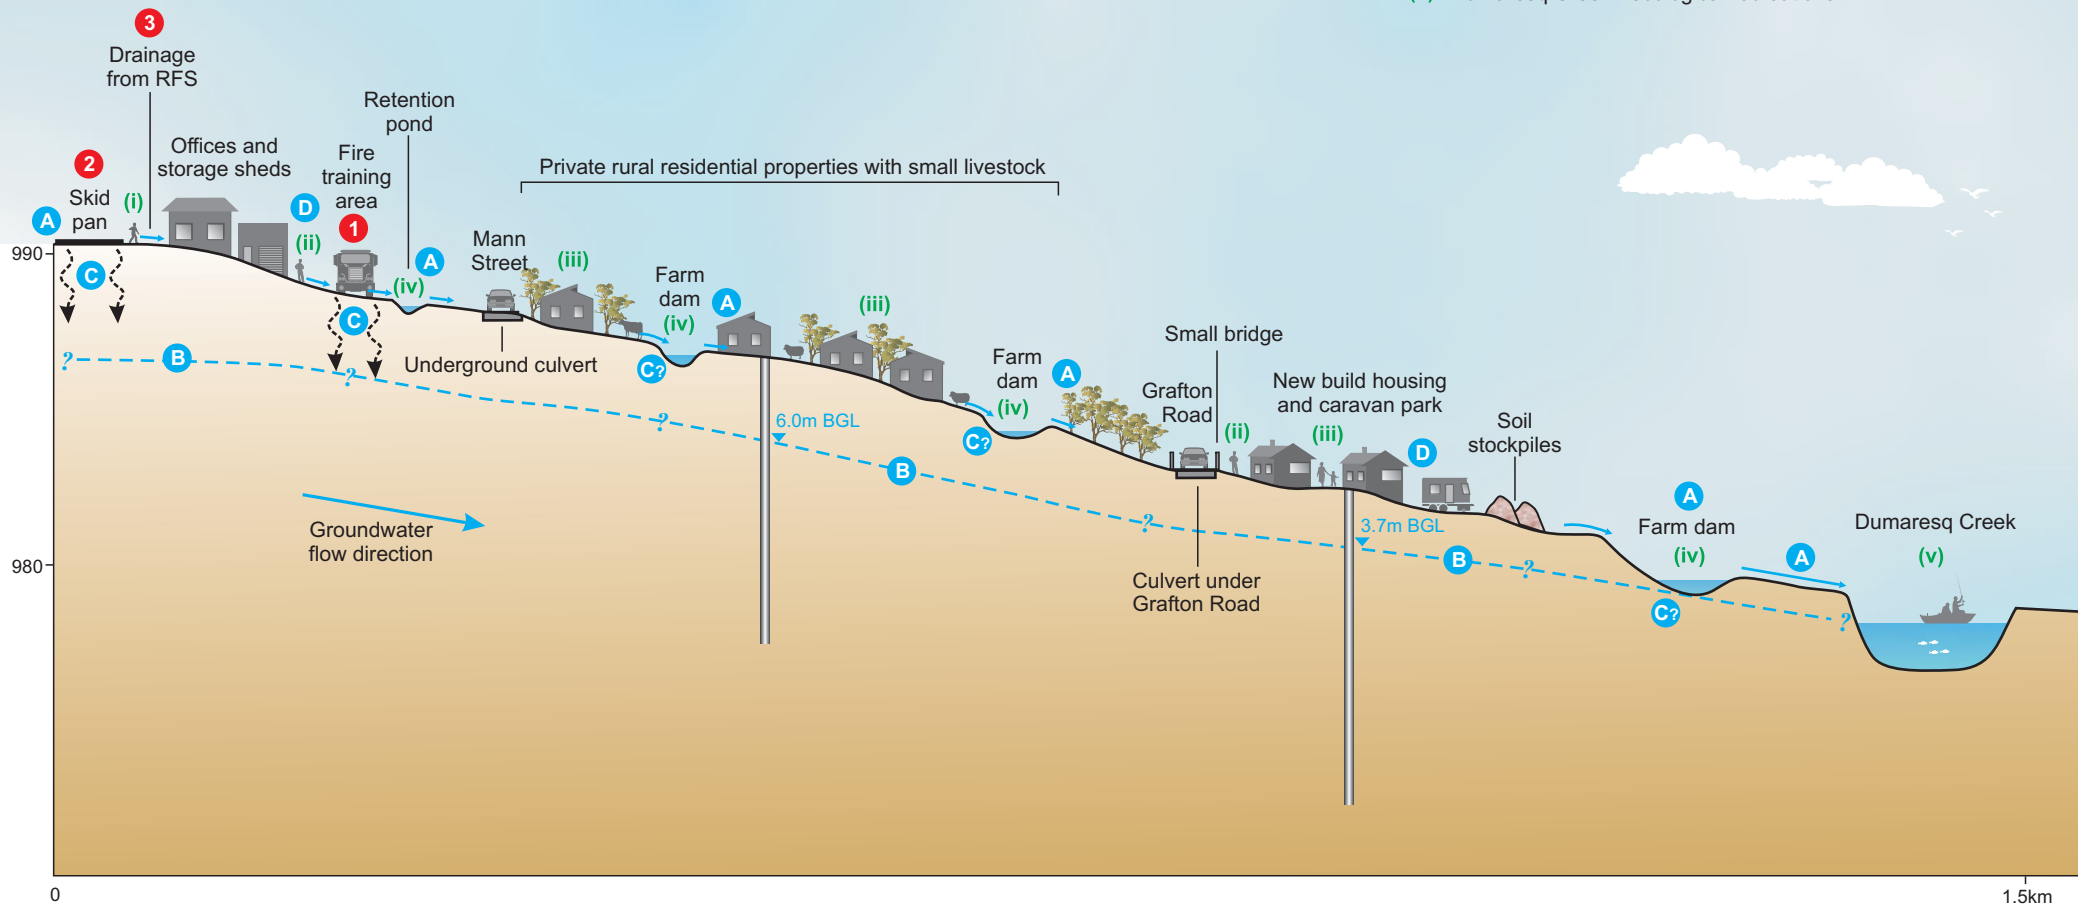 3
Drainage
from RFS
Retention
pond
Offices and
storage sheds
Fire
training
area
1
2
Skid
pan
(i)
A
D
(ii)
A
(iv)
Private rural residential properties with small livestock
Mann
Street
(iii)
Farm
dam
(iv)
A
(iii)
990
C
C
B
?
?
Underground culvert
C?
?
6.0m BGL
Farm
dam
(iv)
A
C?
B
Small bridge
Grafton
Road
(ii)
New build housing
and caravan park
(iii)
D
Soil
stockpiles
A
Farm dam
(iv)
A
Dumaresq Creek
(v)
Groundwater
flow direction
980
?
3.7m BGL
B
?
Culvert under
Grafton Road
C?
?
0
1.5km